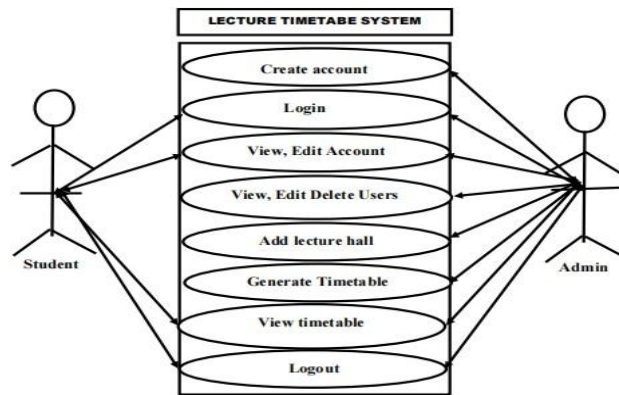 LECTURE TIMETABE SYSTEM
Create account
Login
View, Edit Account
View, Edit Delete Users
Add lecture hall
Generate Timetable
View timetable
Logout
Student
Admin